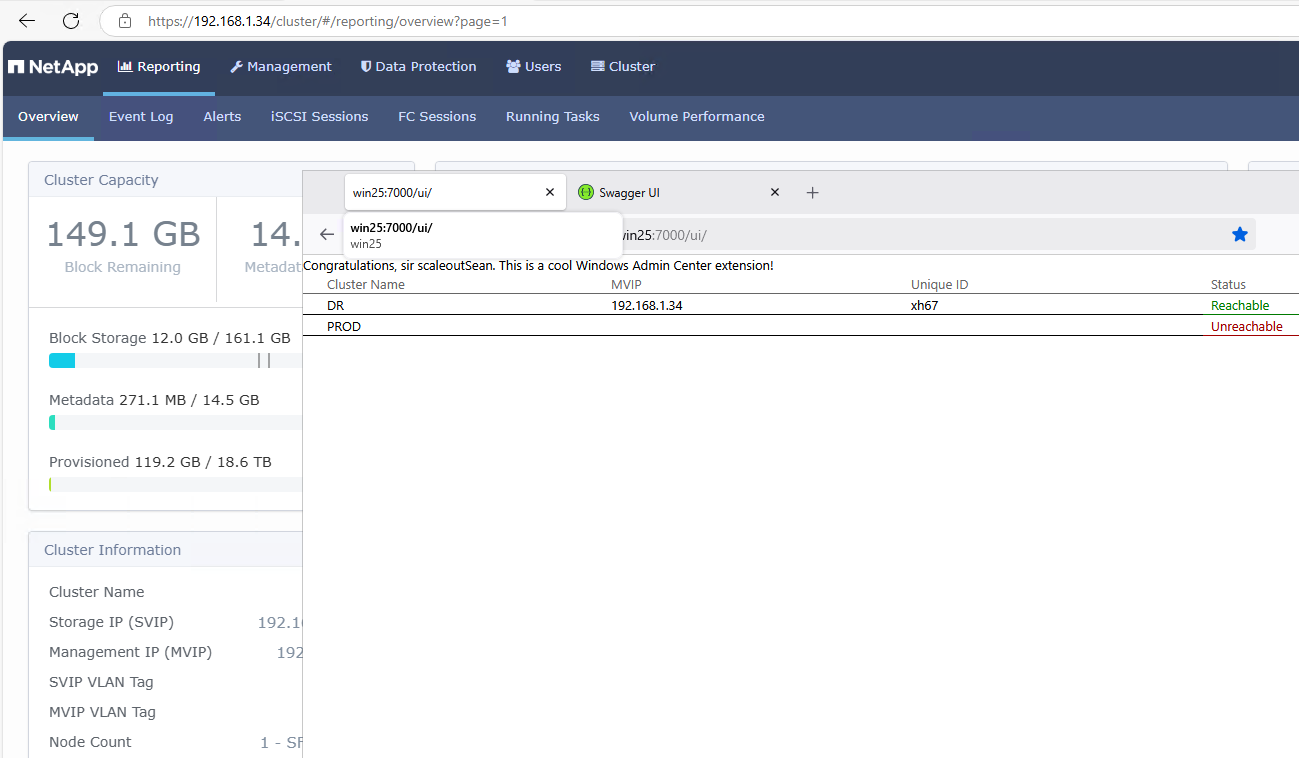 https://192.168.1.34/cluster/#/reporting/overview?page=1
NetApp Reporting Management Data Protection Users Cluster
Overview Event Log Alerts iSCSI Sessions FC Sessions Running Tasks Volume Performance
Cluster Capacity
149.1 GB
Block Remaining
14.
Block Storage 12.0 GB / 161.1 GB
Metadata 271.1 MB / 14.5 GB
Provisioned 119.2 GB / 18.6 TB
Cluster Information
Cluster Name
Storage IP (SVIP) 192.1
Management IP (MVIP) 192
SVIP VLAN Tag
MVIP VLAN Tag
Node Count 1 - SF
win25:7000/ui/ Swagger UI
win25:7000/ui/
win25
win25:7000/ui/
Congratulations, sir scaleoutSean. This is a cool Windows Admin Center extension!
Cluster Name MVIP Unique ID Status
DR 192.168.1.34 xh67 Reachable
PROD Unreachable